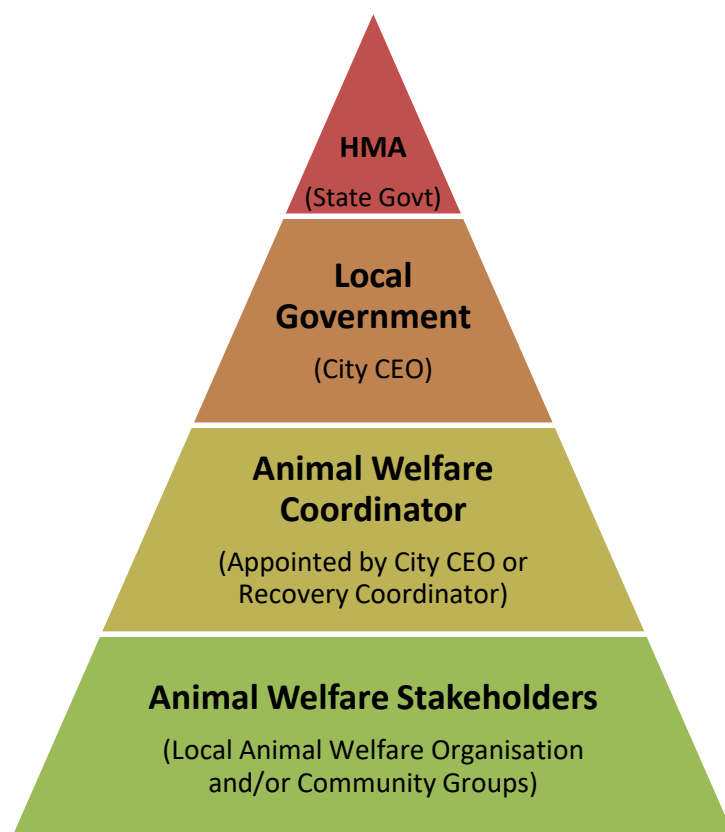 HMA
(State Govt)
Local
Government
(City CEO)
Animal Welfare
Coordinator
(Appointed by City CEO or
Recovery Coordinator)
Animal Welfare Stakeholders
(Local Animal Welfare Organisation
and/or Community Groups)